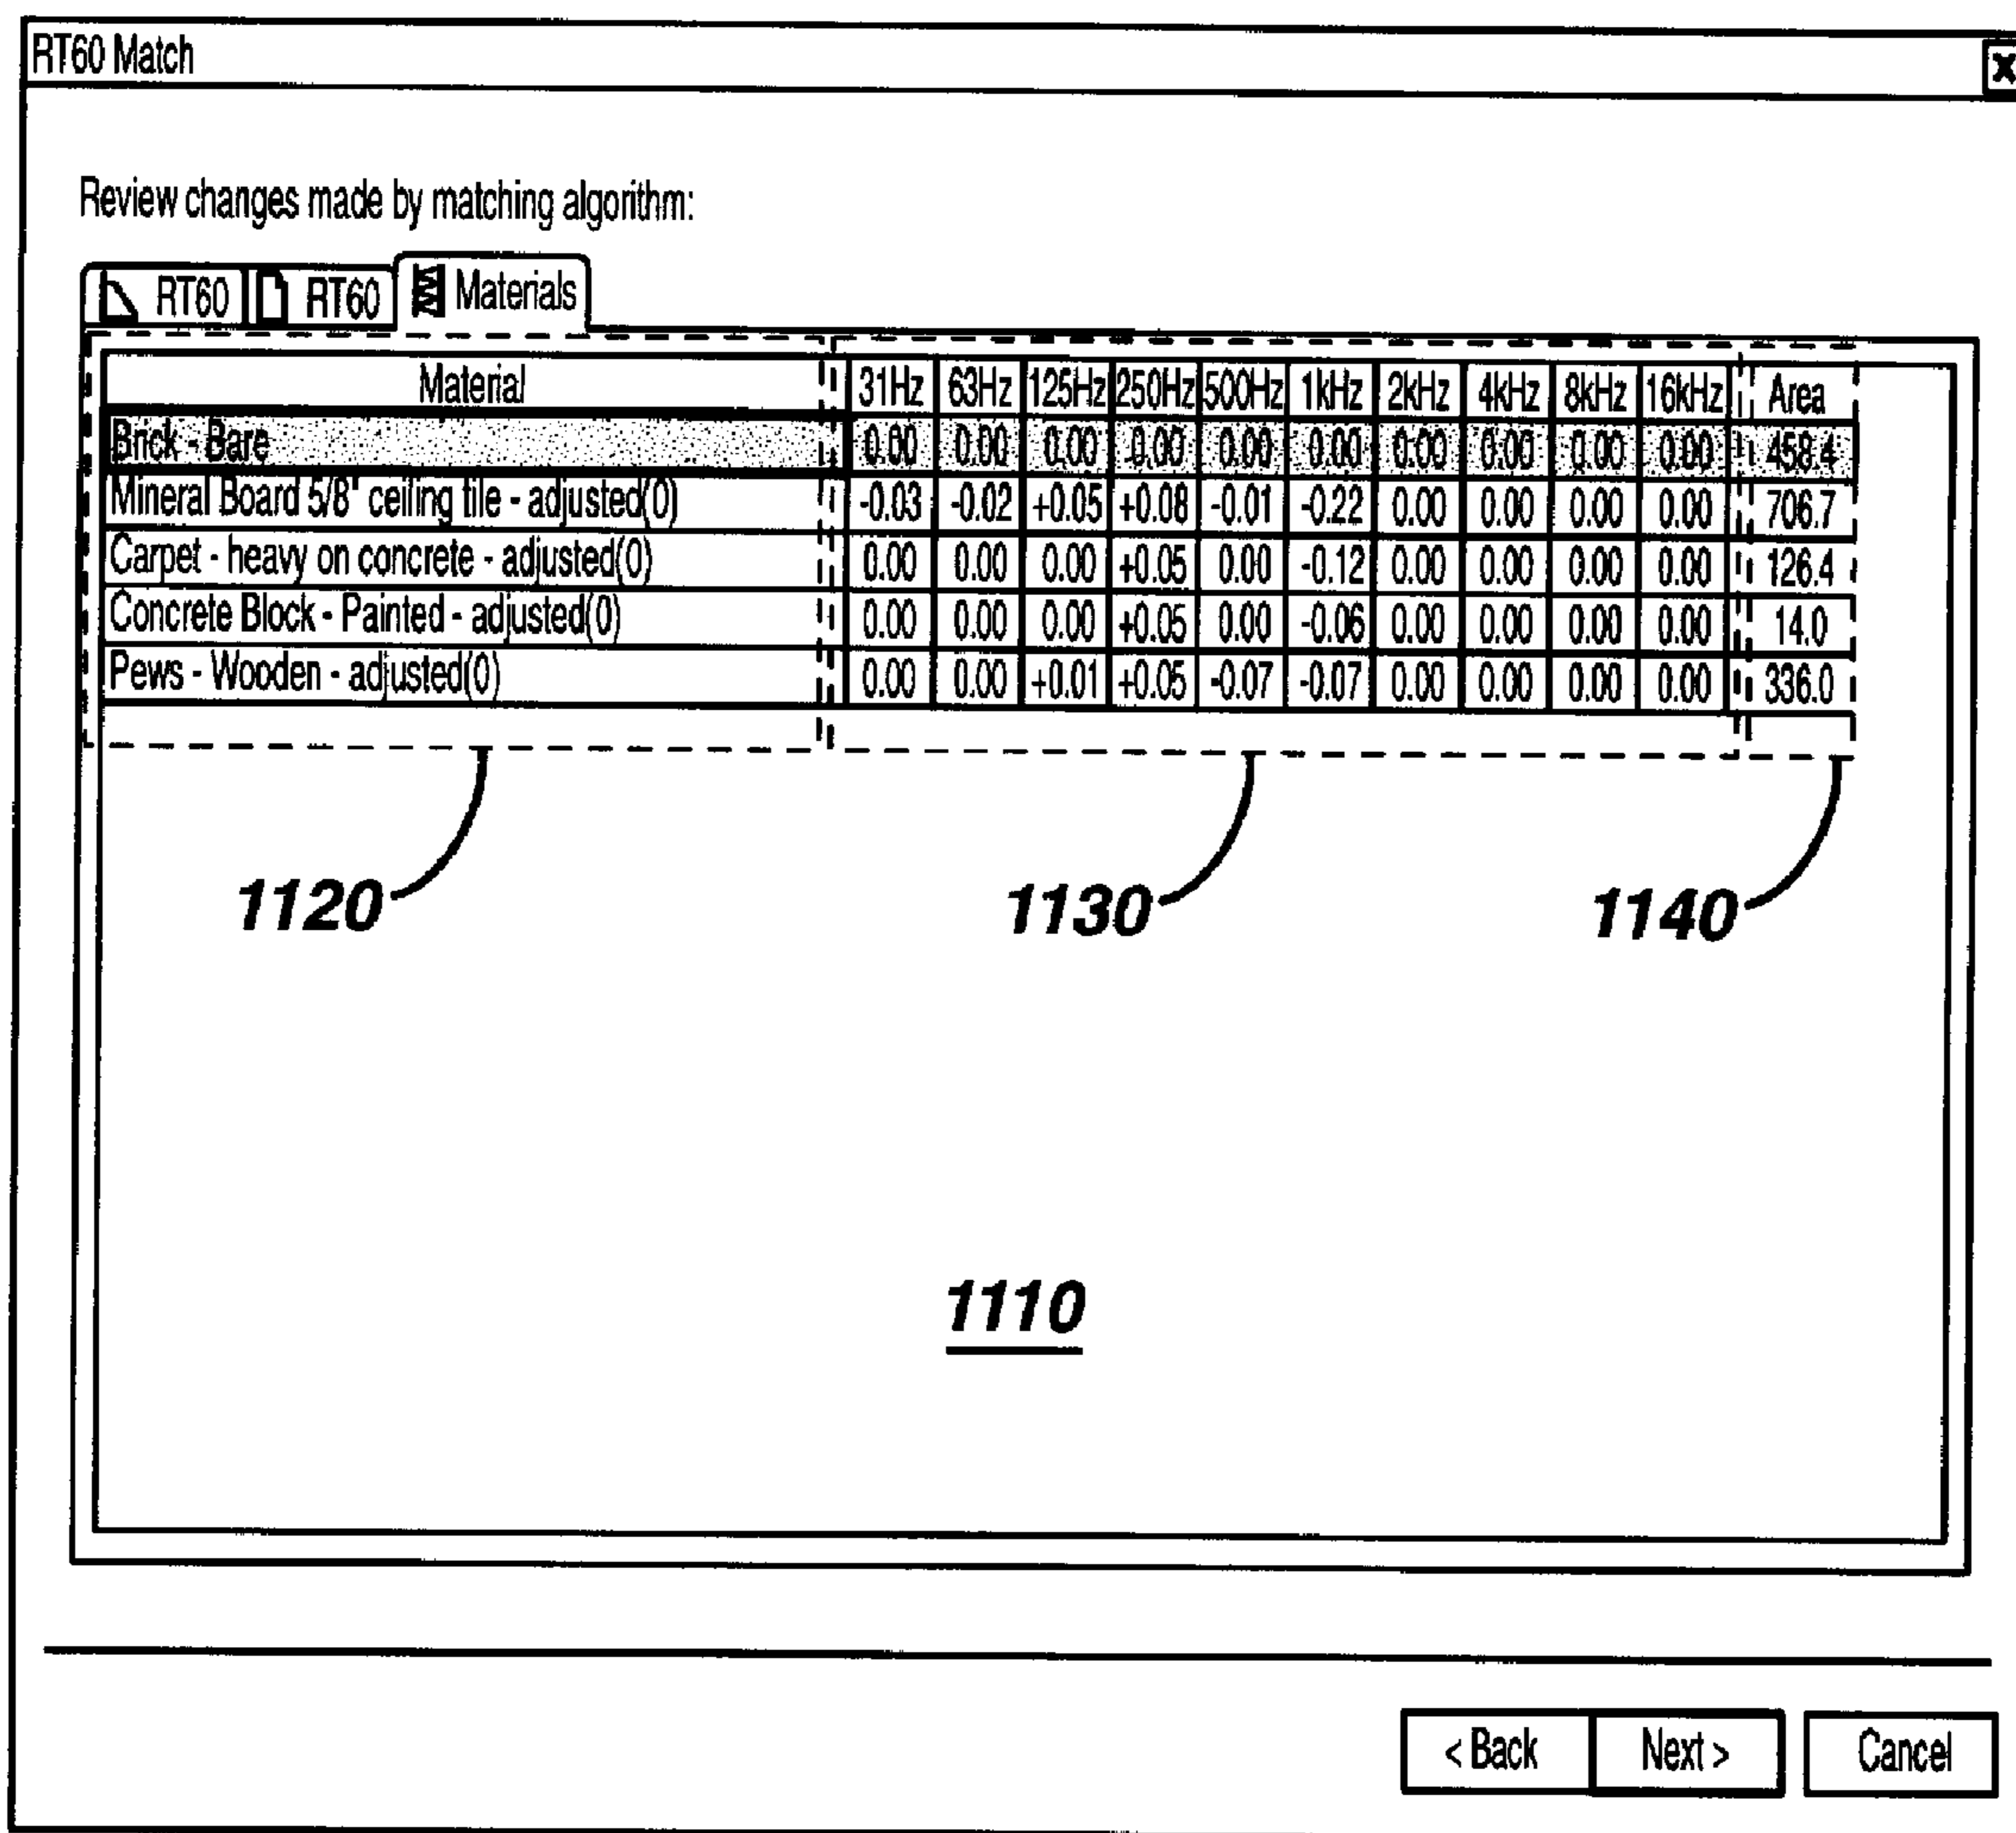 RT60 Match
Review changes made by matching algorithm:
RT60 RT60 Materials
Material 31Hz 63Hz 125Hz 250Hz 500Hz 1kHz 2kHz 4kHz 8kHz 16kHz Area
Brick - Bare 0.00 0.00 0.00 0.00 0.00 0.00 0.00 0.00 0.00 0.00 458.4
Mineral Board 5/8" ceiling tile - adjusted(0) -0.03 -0.02 +0.05 +0.08 -0.01 -0.22 0.00 0.00 0.00 0.00 706.7
Carpet - heavy on concrete - adjusted(0) 0.00 0.00 0.00 +0.05 0.00 -0.12 0.00 0.00 0.00 0.00 126.4
Concrete Block - Painted - adjusted(0) 0.00 0.00 0.00 +0.05 0.00 -0.06 0.00 0.00 0.00 0.00 14.0
Pews - Wooden - adjusted(0) 0.00 0.00 +0.01 +0.05 -0.07 -0.07 0.00 0.00 0.00 0.00 336.0
1120 1130 1140
1110
< Back Next > Cancel